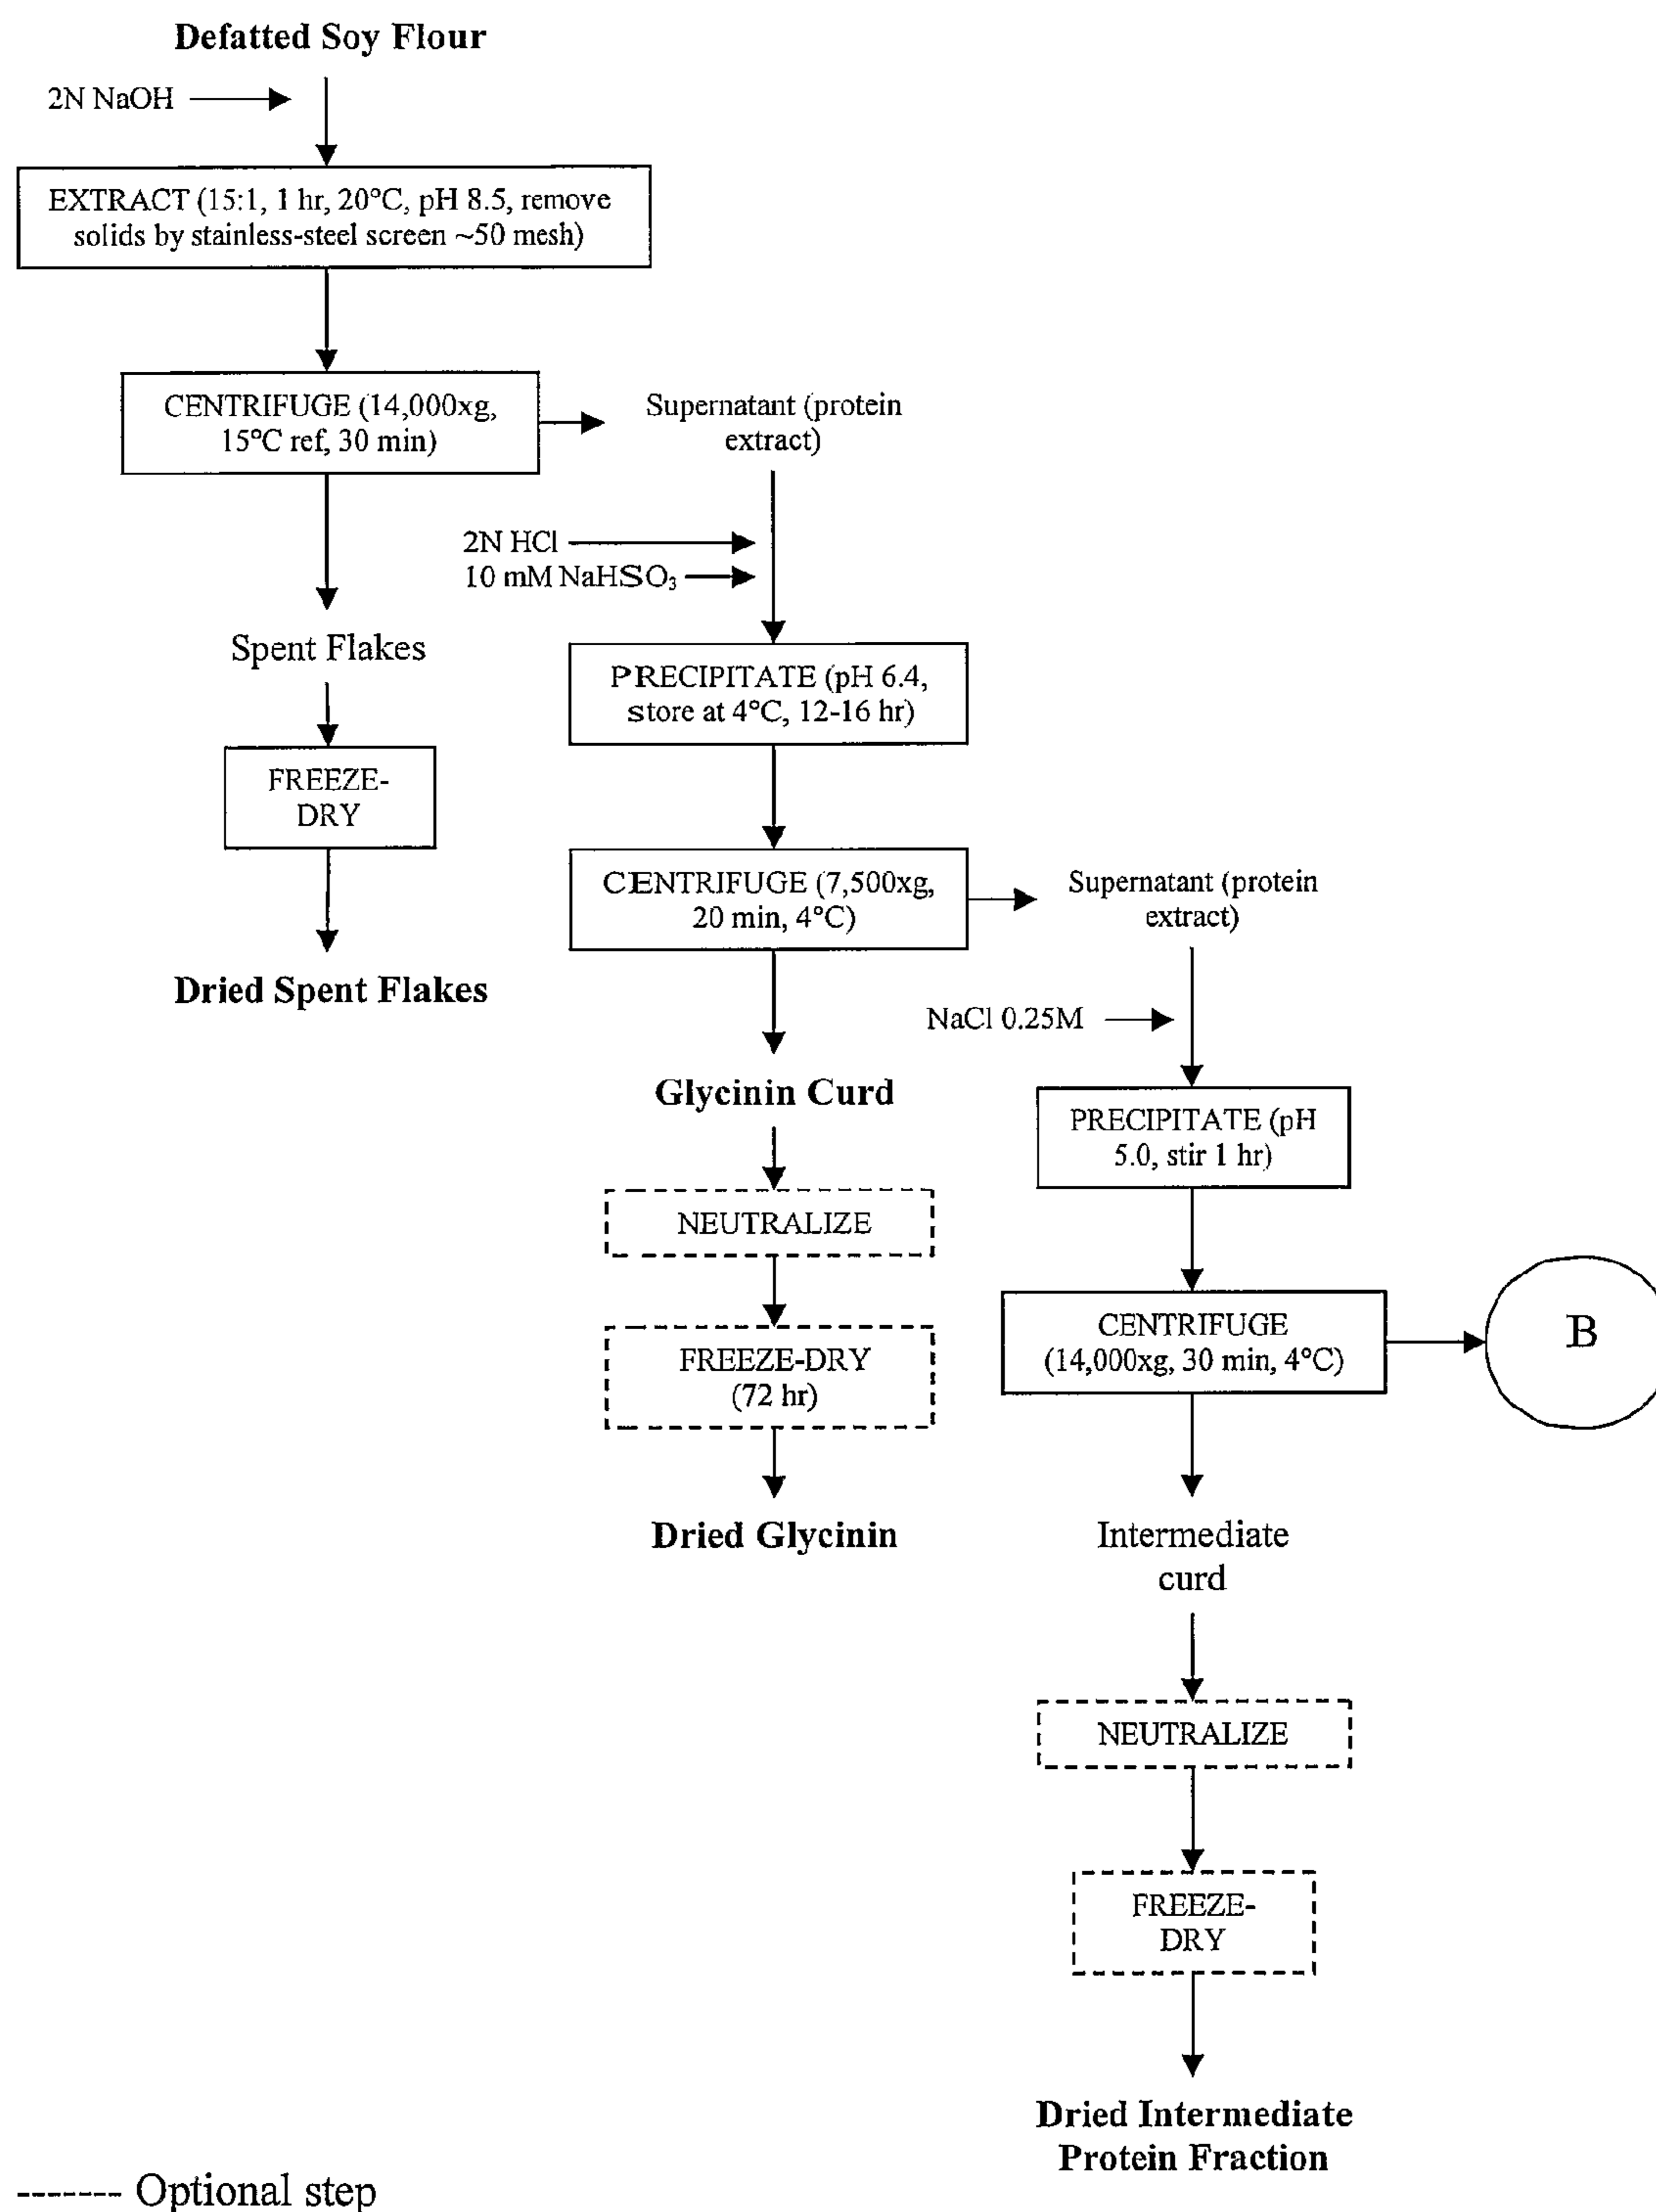 Defatted Soy Flour
2N NaOH
EXTRACT (15:1, 1 hr, 20°C, pH 8.5, remove
solids by stainless-steel screen ~50 mesh)
CENTRIFUGE (14,000xg,
15°C ref, 30 min)
Supernatant (protein
extract)
2N HCl
10 mM NaHSO₃
Spent Flakes
PRECIPITATE (pH 6.4,
store at 4°C, 12-16 hr)
FREEZE-
DRY
CENTRIFUGE (7,500xg,
20 min, 4°C)
Supernatant (protein
extract)
Dried Spent Flakes
NaCl 0.25M
Glycinin Curd
PRECIPITATE (pH
5.0, stir 1 hr)
NEUTRALIZE
CENTRIFUGE
(14,000xg, 30 min, 4°C)
B
FREEZE-DRY
(72 hr)
Dried Glycinin
Intermediate
curd
NEUTRALIZE
FREEZE-
DRY
Dried Intermediate
Protein Fraction
------- Optional step